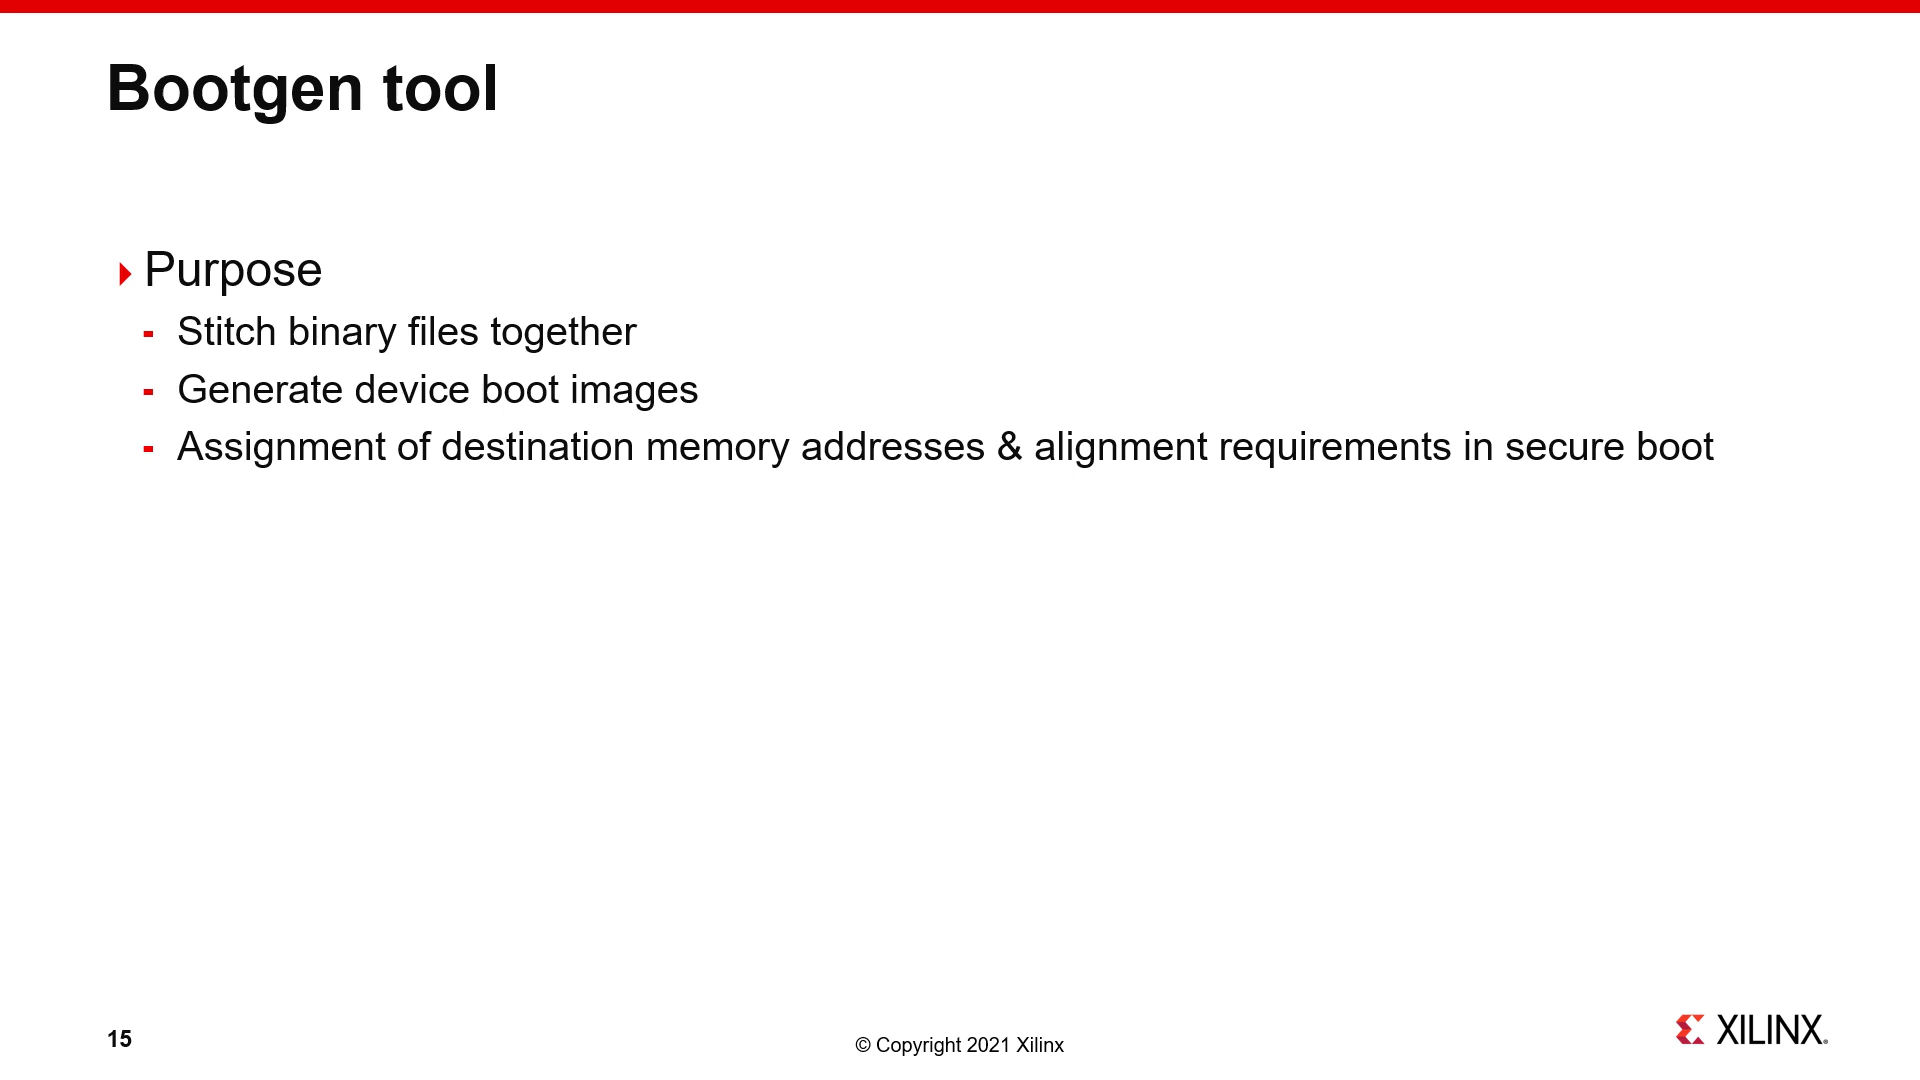 Bootgen tool
Purpose
- Stitch binary files together
- Generate device boot images
- Assignment of destination memory addresses & alignment requirements in secure boot
15
© Copyright 2021 Xilinx
XILINX®